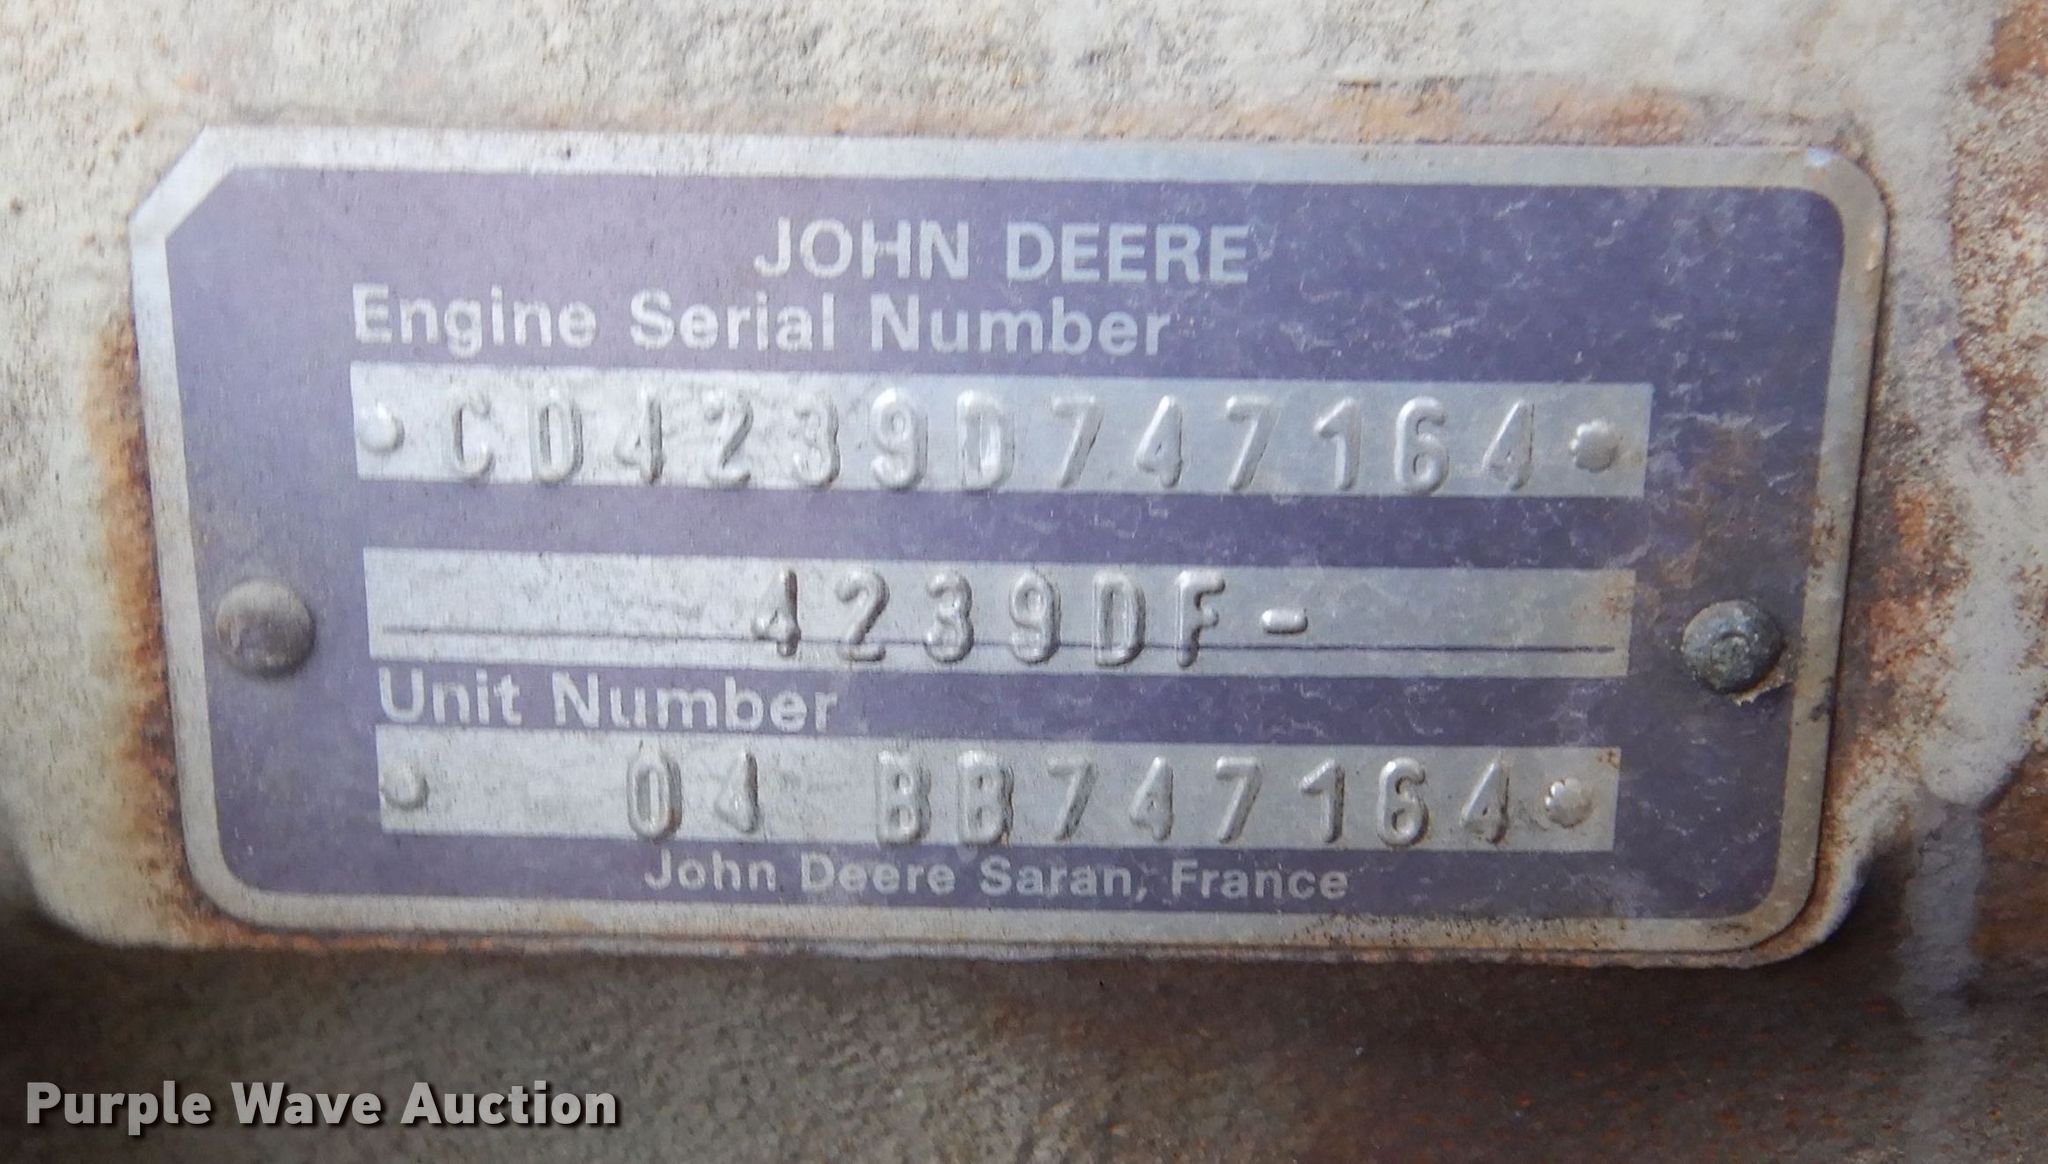 JOHN DEERE
Engine Serial Number
CD4239D747164
4239DF-
Unit Number
04 BB747164
John Deere Saran, France
Purple Wave Auction